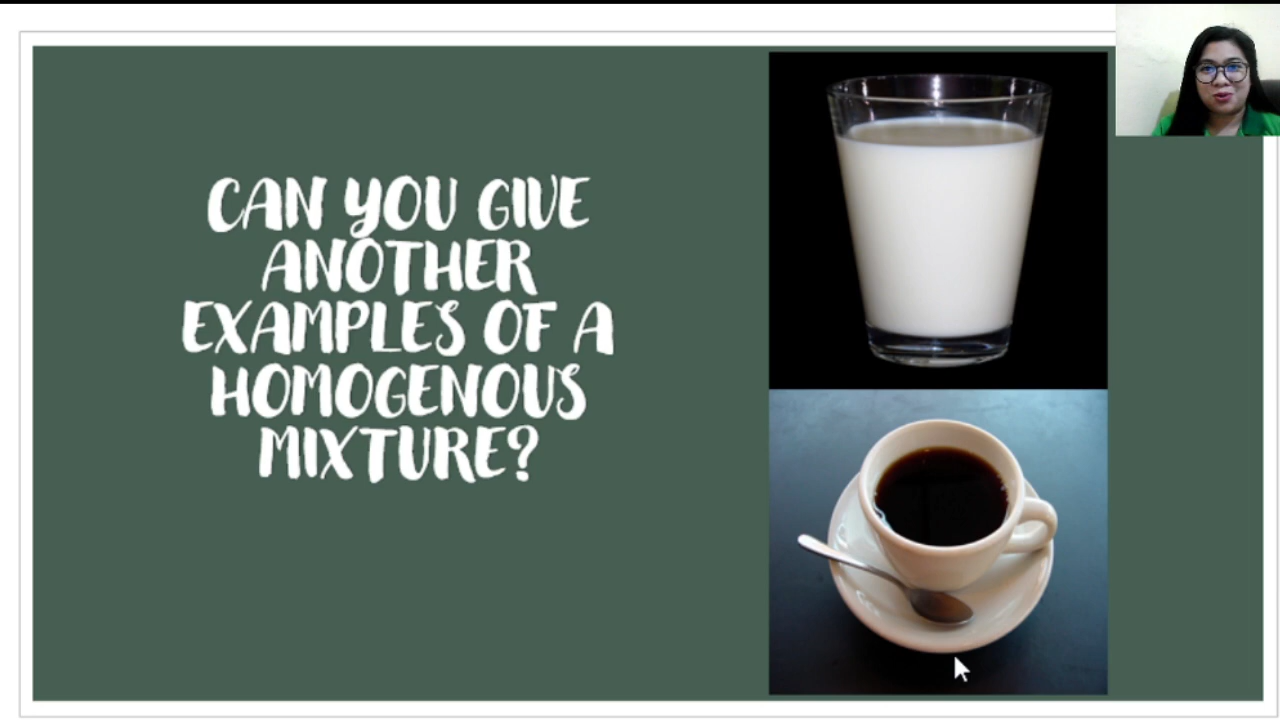 CAN YOU GIVE
ANOTHER
EXAMPLES OF A
HOMOGENOUS
MIXTURE?